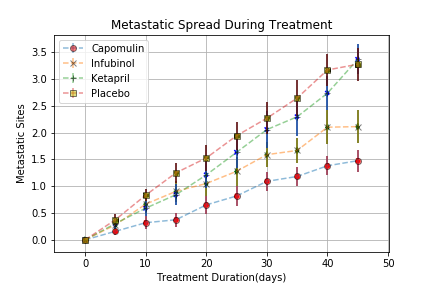 Metastatic Spread During Treatment
Capomulin
Infubinol
Ketapril
Placebo
Metastatic Sites
3.5
3.0
2.5
2.0
1.5
1.0
0.5
0.0
0 10 20 30 40 50
Treatment Duration(days)